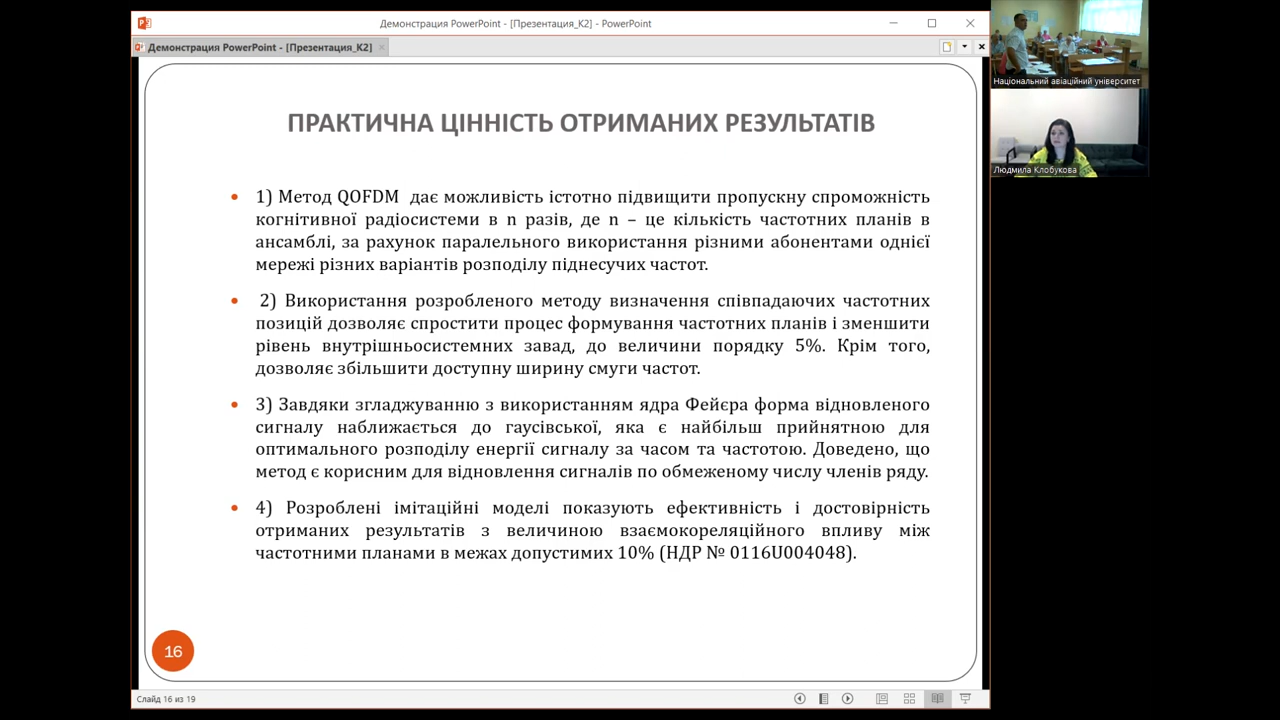 Демонстрация PowerPoint - [Презентация_К2] - PowerPoint
Демонстрация PowerPoint - [Презентация_К2]
ПРАКТИЧНА ЦІННІСТЬ ОТРИМАНИХ РЕЗУЛЬТАТІВ
• 1) Метод QOFDM дає можливість істотно підвищити пропускну спроможність
когнітивної радіосистеми в n разів, де n – це кількість частотних планів в
ансамблі, за рахунок паралельного використання різними абонентами однієї
мережі різних варіантів розподілу піднесучих частот.
• 2) Використання розробленого методу визначення співпадаючих частотних
позицій дозволяє спростити процес формування частотних планів і зменшити
рівень внутрішньосистемних завад, до величини порядку 5%. Крім того,
дозволяє збільшити доступну ширину смуги частот.
• 3) Завдяки згладжуванню з використанням ядра Фейєра форма відновленого
сигналу наближається до гаусівської, яка є найбільш прийнятною для
оптимального розподілу енергії сигналу за часом та частотою. Доведено, що
метод є корисним для відновлення сигналів по обмеженому числу членів ряду.
• 4) Розроблені імітаційні моделі показують ефективність і достовірність
отриманих результатів з величиною взаємокореляційного впливу між
частотними планами в межах допустимих 10% (НДР № 0116U004048).
16
Слайд 16 из 19
Національний авіаційний університет
Людмила Клобукова